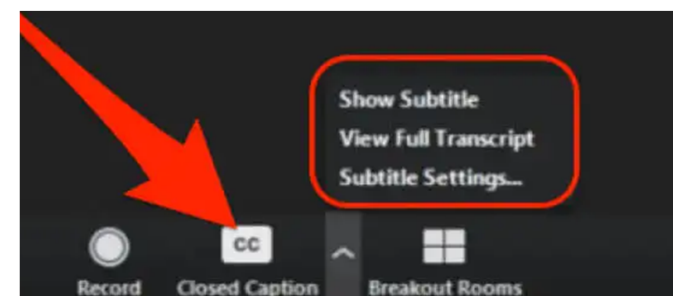 Show Subtitle
View Full Transcript
Subtitle Settings...
CC
Record
Closed Caption
Breakout Rooms